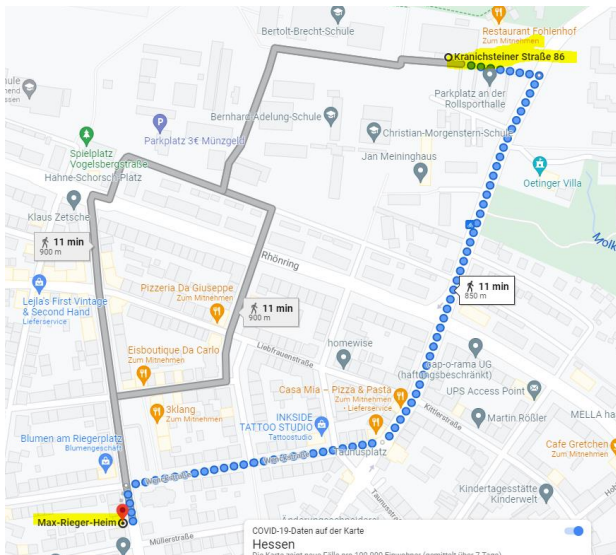 Restaurant Fohlenhof
Zum Mitnehmen
Bertolt-Brecht-Schule
Kranichsteiner Straße 86
Parkplatz an der
Rollsporthalle
Bernhard-Adelung-Schule
Parkplatz 3€ Münzgeld
Christian-Morgenstern-Schule
Spielplatz
Vogelsbergstraße
Jan Meininghaus
Hahne-Schorsch-Platz
Oetinger Villa
Klaus Zetsche
11 min
900 m
Rhönring
11 min
850 m
Pizzeria Da Giuseppe
Zum Mitnehmen
11 min
900 m
Lejla's First Vintage
& Second Hand
Lieferservice
homewise
Liebfrauenstraße
(haftungsbeschränkt)
Eisboutique Da Carlo
Zum Mitnehmen
UPS Access Point
Casa Mia – Pizza & Pasta
Zum Mitnehmen
· Lieferservice
3klang
Zum Mitnehmen
Kittlerstraße
Martin Rößler
MELLA
INKSIDE
TATTOO STUDIO
Tattoostudio
Blumen am Riegerplatz
Blumengeschäft
Taunusplatz
Cafe Gretchen
Zum Mitnehmen
Kindertagesstätte
Kinderwelt
Max-Rieger-Heim
Müllerstraße
COVID-19-Daten auf der Karte
Hessen